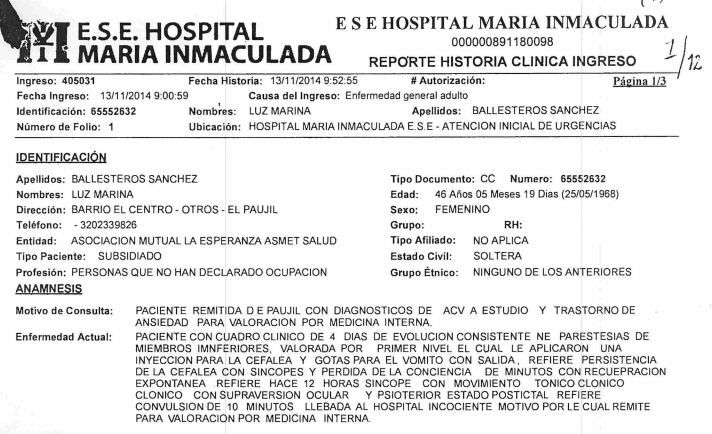 E.S.E. HOSPITAL
MARIA INMACULADA
E S E HOSPITAL MARIA INMACULADA
000000891180098
REPORTE HISTORIA CLINICA INGRESO
1/12
Ingreso: 405031 Fecha Historia: 13/11/2014 9:52:55 # Autorización: Página 1/3
Fecha Ingreso: 13/11/2014 9:00:59 Causa del Ingreso: Enfermedad general adulto
Identificación: 65552632 Nombres: LUZ MARINA Apellidos: BALLESTEROS SANCHEZ
Número de Folio: 1 Ubicación: HOSPITAL MARIA INMACULADA E.S.E - ATENCION INICIAL DE URGENCIAS
IDENTIFICACIÓN
Apellidos: BALLESTEROS SANCHEZ Tipo Documento: CC Numero: 65552632
Nombres: LUZ MARINA Edad: 46 Años 05 Meses 19 Dias (25/05/1968)
Dirección: BARRIO EL CENTRO - OTROS - EL PAUJIL Sexo: FEMENINO
Teléfono: - 3202339826 Grupo: RH:
Entidad: ASOCIACION MUTUAL LA ESPERANZA ASMET SALUD Tipo Afiliado: NO APLICA
Tipo Paciente: SUBSIDIADO Estado Civil: SOLTERA
Profesión: PERSONAS QUE NO HAN DECLARADO OCUPACION Grupo Étnico: NINGUNO DE LOS ANTERIORES
ANAMNESIS
Motivo de Consulta: PACIENTE REMITIDA D E PAUJIL CON DIAGNOSTICOS DE ACV A ESTUDIO Y TRASTORNO DE
ANSIEDAD PARA VALORACION POR MEDICINA INTERNA.
Enfermedad Actual: PACIENTE CON CUADRO CLINICO DE 4 DIAS DE EVOLUCION CONSISTENTE NE PARESTESIAS DE
MIEMBROS IMNFERIORES, VALORADA POR PRIMER NIVEL EL CUAL LE APLICARON UNA
INYECCION PARA LA CEFALEA Y GOTAS PARA EL VOMITO CON SALIDA , REFIERE PERSISTENCIA
DE LA CEFALEA CON SINCOPES Y PERDIDA DE LA CONCIENCIA DE MINUTOS CON RECUEPRACION
EXPONTANEA REFIERE HACE 12 HORAS SINCOPE CON MOVIMIENTO TONICO CLONICO
CLONICO CON SUPRAVERSION OCULAR Y PSIOTERIOR ESTADO POSTICTAL REFIERE
CONVULSION DE 10 MINUTOS LLEBADA AL HOSPITAL INCOCIENTE MOTIVO POR LE CUAL REMITE
PARA VALORACION POR MEDICINA INTERNA.